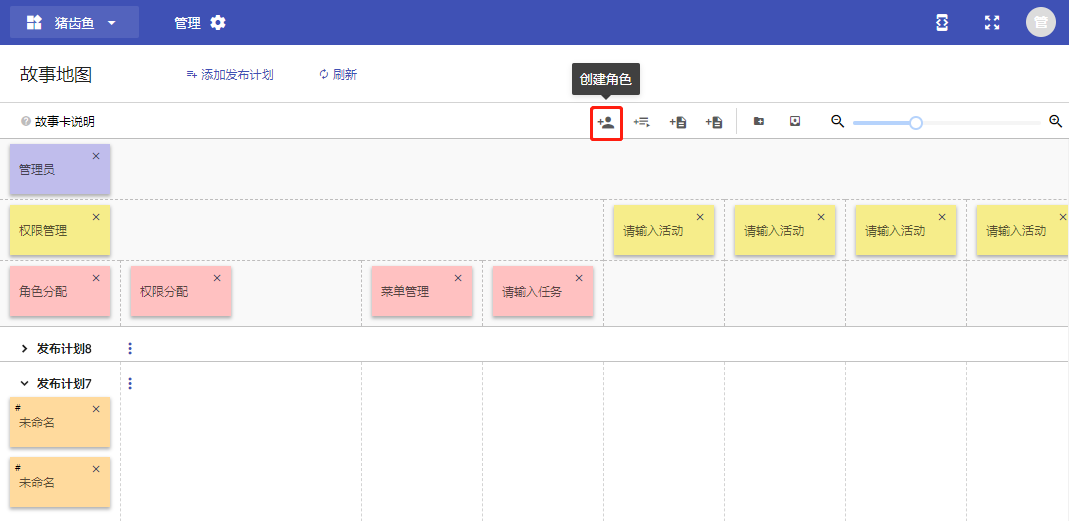 猪齿鱼 管理 管
故事地图 添加发布计划 刷新
创建角色
故事卡说明
管理员
权限管理 请输入活动 请输入活动 请输入活动 请输入活动
角色分配 权限分配 菜单管理 请输入任务
发布计划8
发布计划7
#
未命名
#
未命名